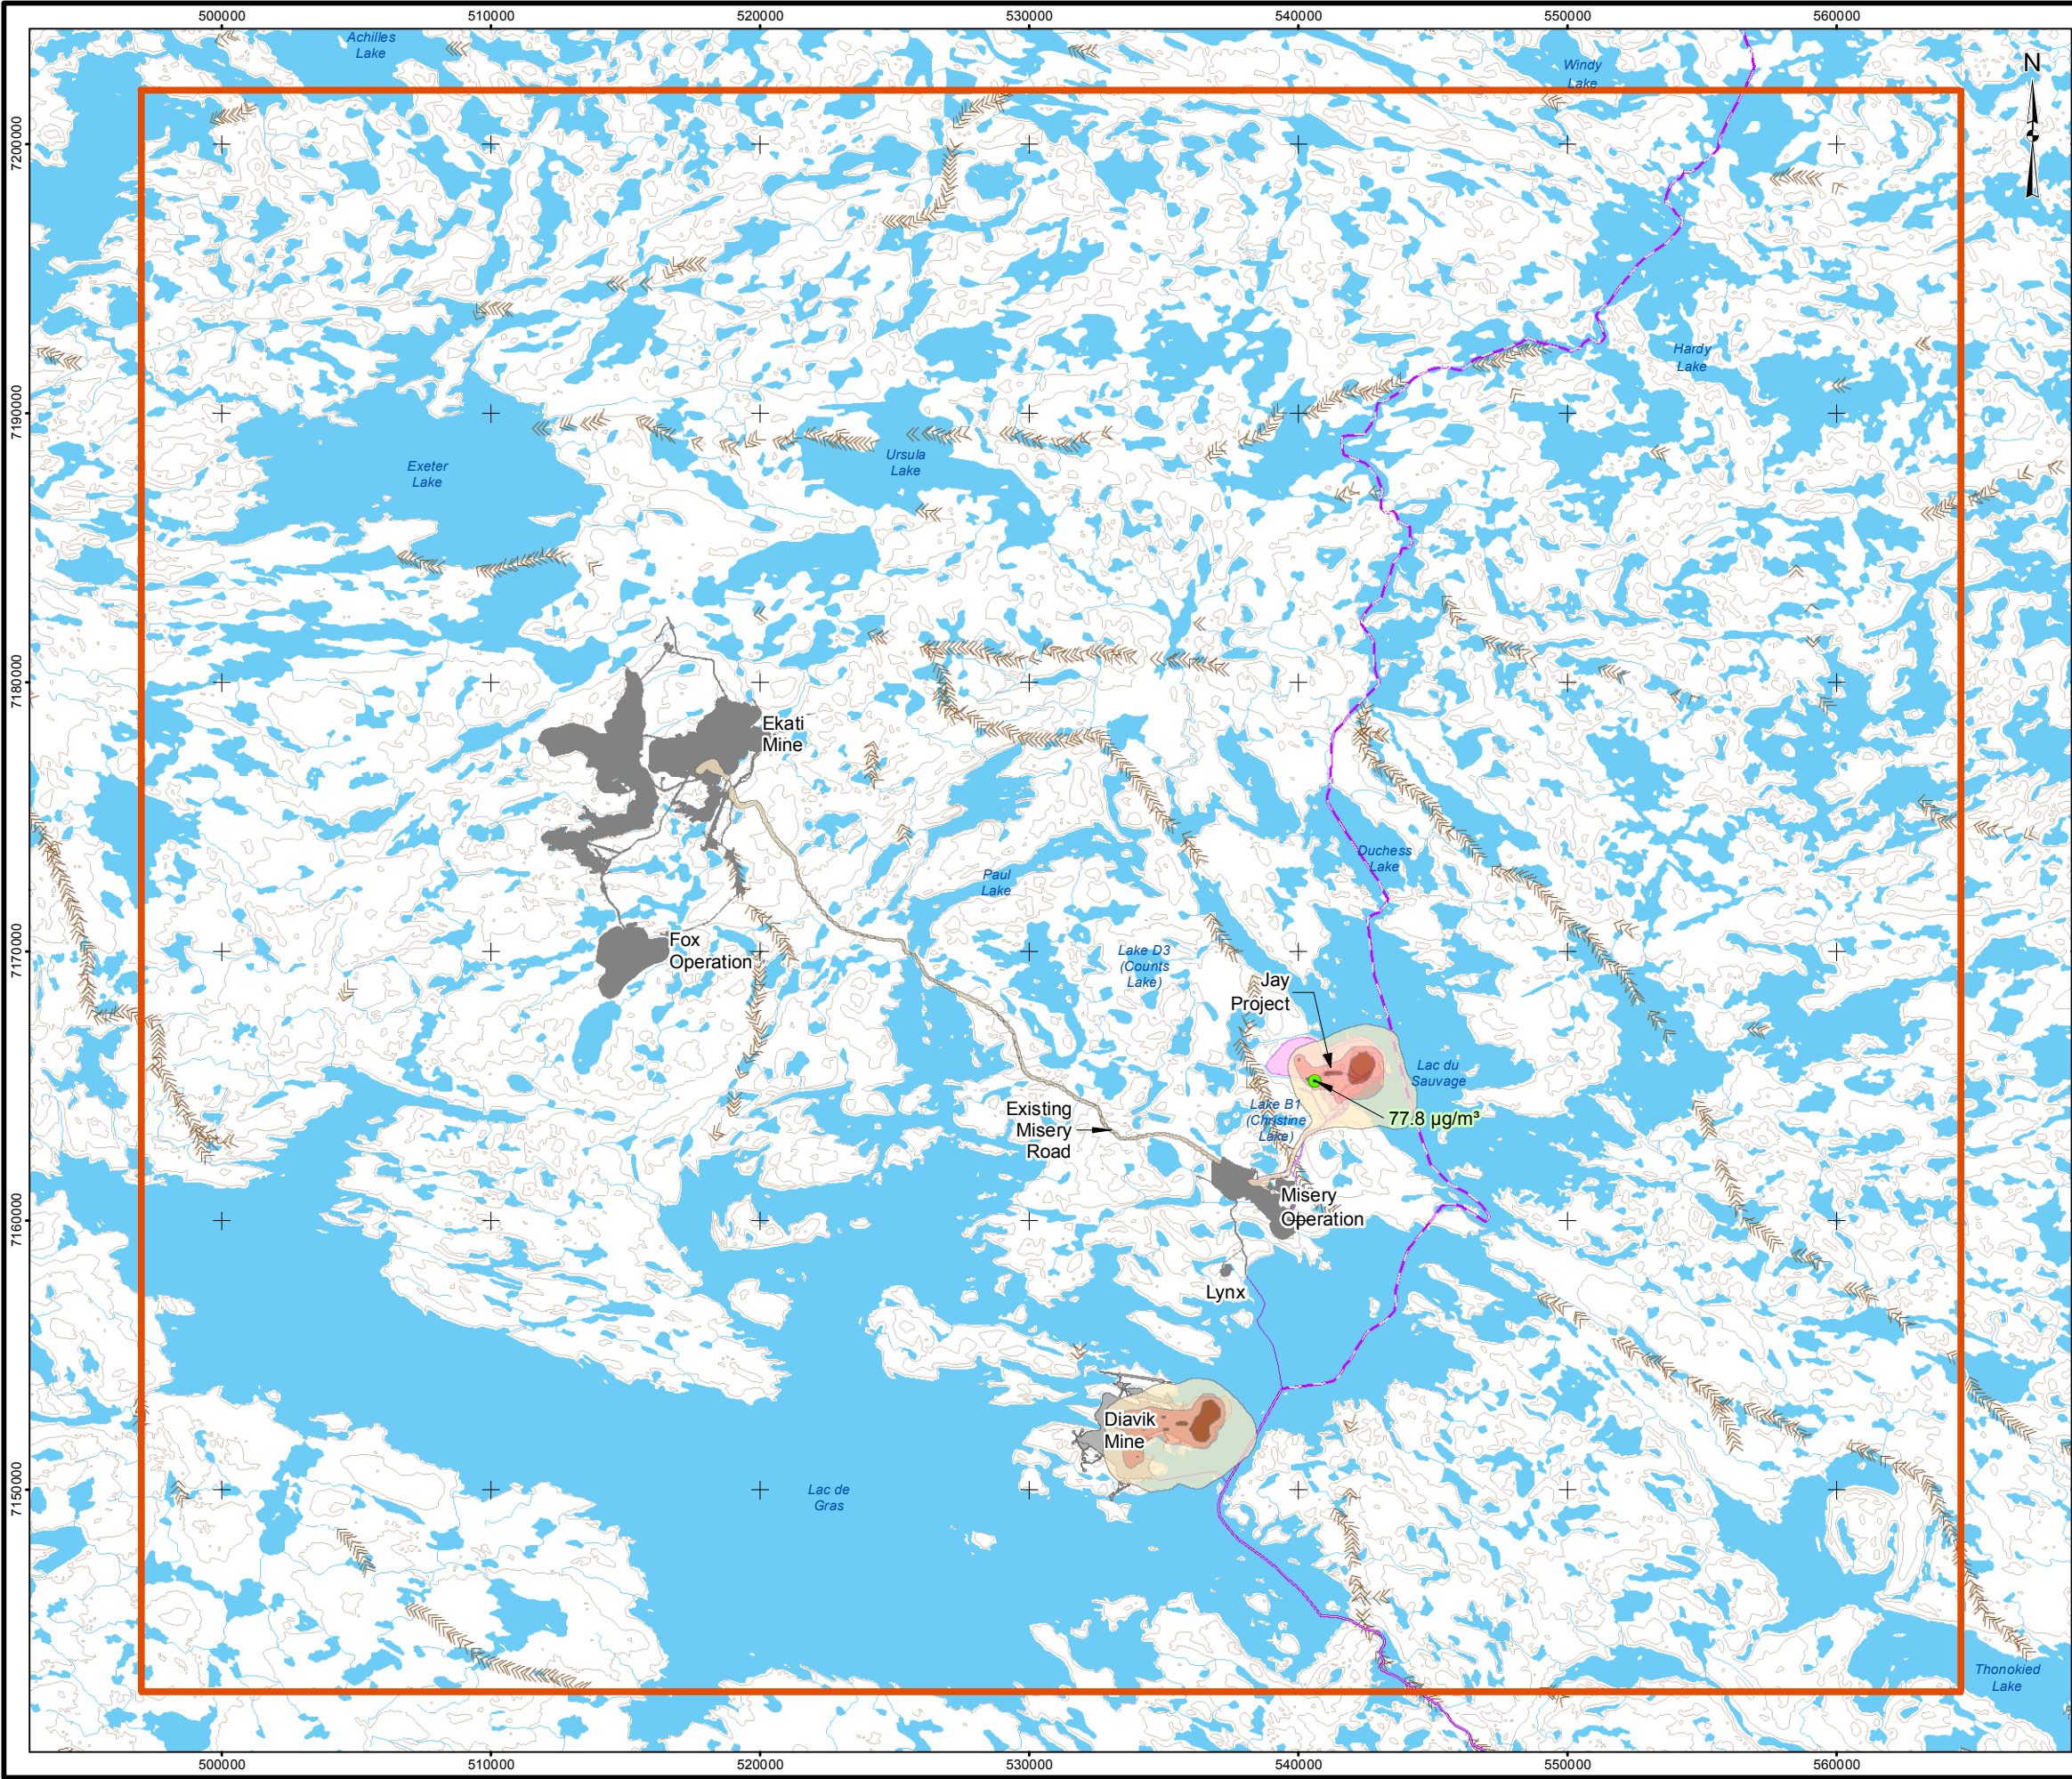 500000 510000 520000 530000 540000 550000 560000
Achilles
Lake
Windy
Lake
N
7200000
Hardy
Lake
7190000
Exeter
Lake
Ursula
Lake
7180000
Ekati
Mine
Duchess
Lake
Paul
Lake
7170000
Fox
Operation
Lake D3
(Counts
Lake)
Jay
Project
Lac du
Sauvage
Existing
Misery
Road
Lake B1
(Christine
Lake)
77.8 µg/m³
7160000
Misery
Operation
Lynx
Diavik
Mine
7150000
Lac de
Gras
Thonokied
Lake
500000 510000 520000 530000 540000 550000 560000